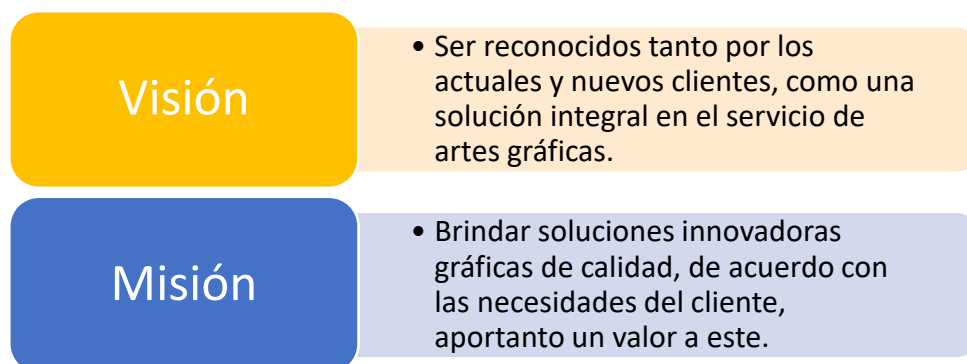 Visión
• Ser reconocidos tanto por los
actuales y nuevos clientes, como una
solución integral en el servicio de
artes gráficas.
Misión
• Brindar soluciones innovadoras
gráficas de calidad, de acuerdo con
las necesidades del cliente,
aportanto un valor a este.